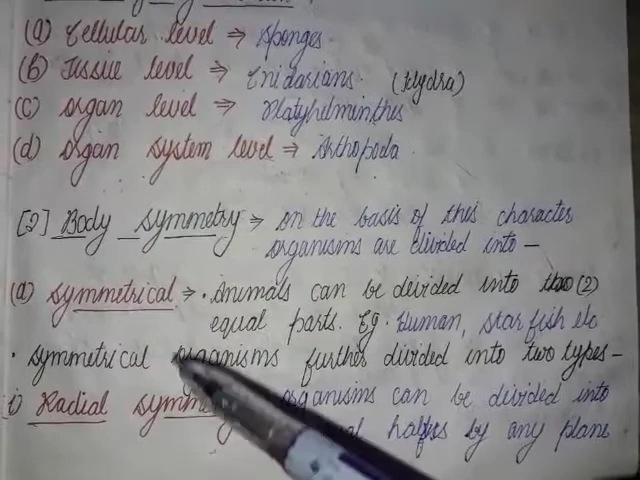 (a) Cellular level ⇒ sponges.
(b) Tissue level ⇒ Cnidarians. (Hydra)
(c) organ level ⇒ Platyhelminthes
(d) organ system level ⇒ Arthopoda
[2] Body symmetry ⇒ on the basis of this character
organisms are divided into —
(a) symmetrical ⇒ • Animals can be divided into two (2)
equal parts. Eg. Human, star fish etc
• symmetrical organisms further divided into two types –
i) Radial organisms can be divided into
by any plane